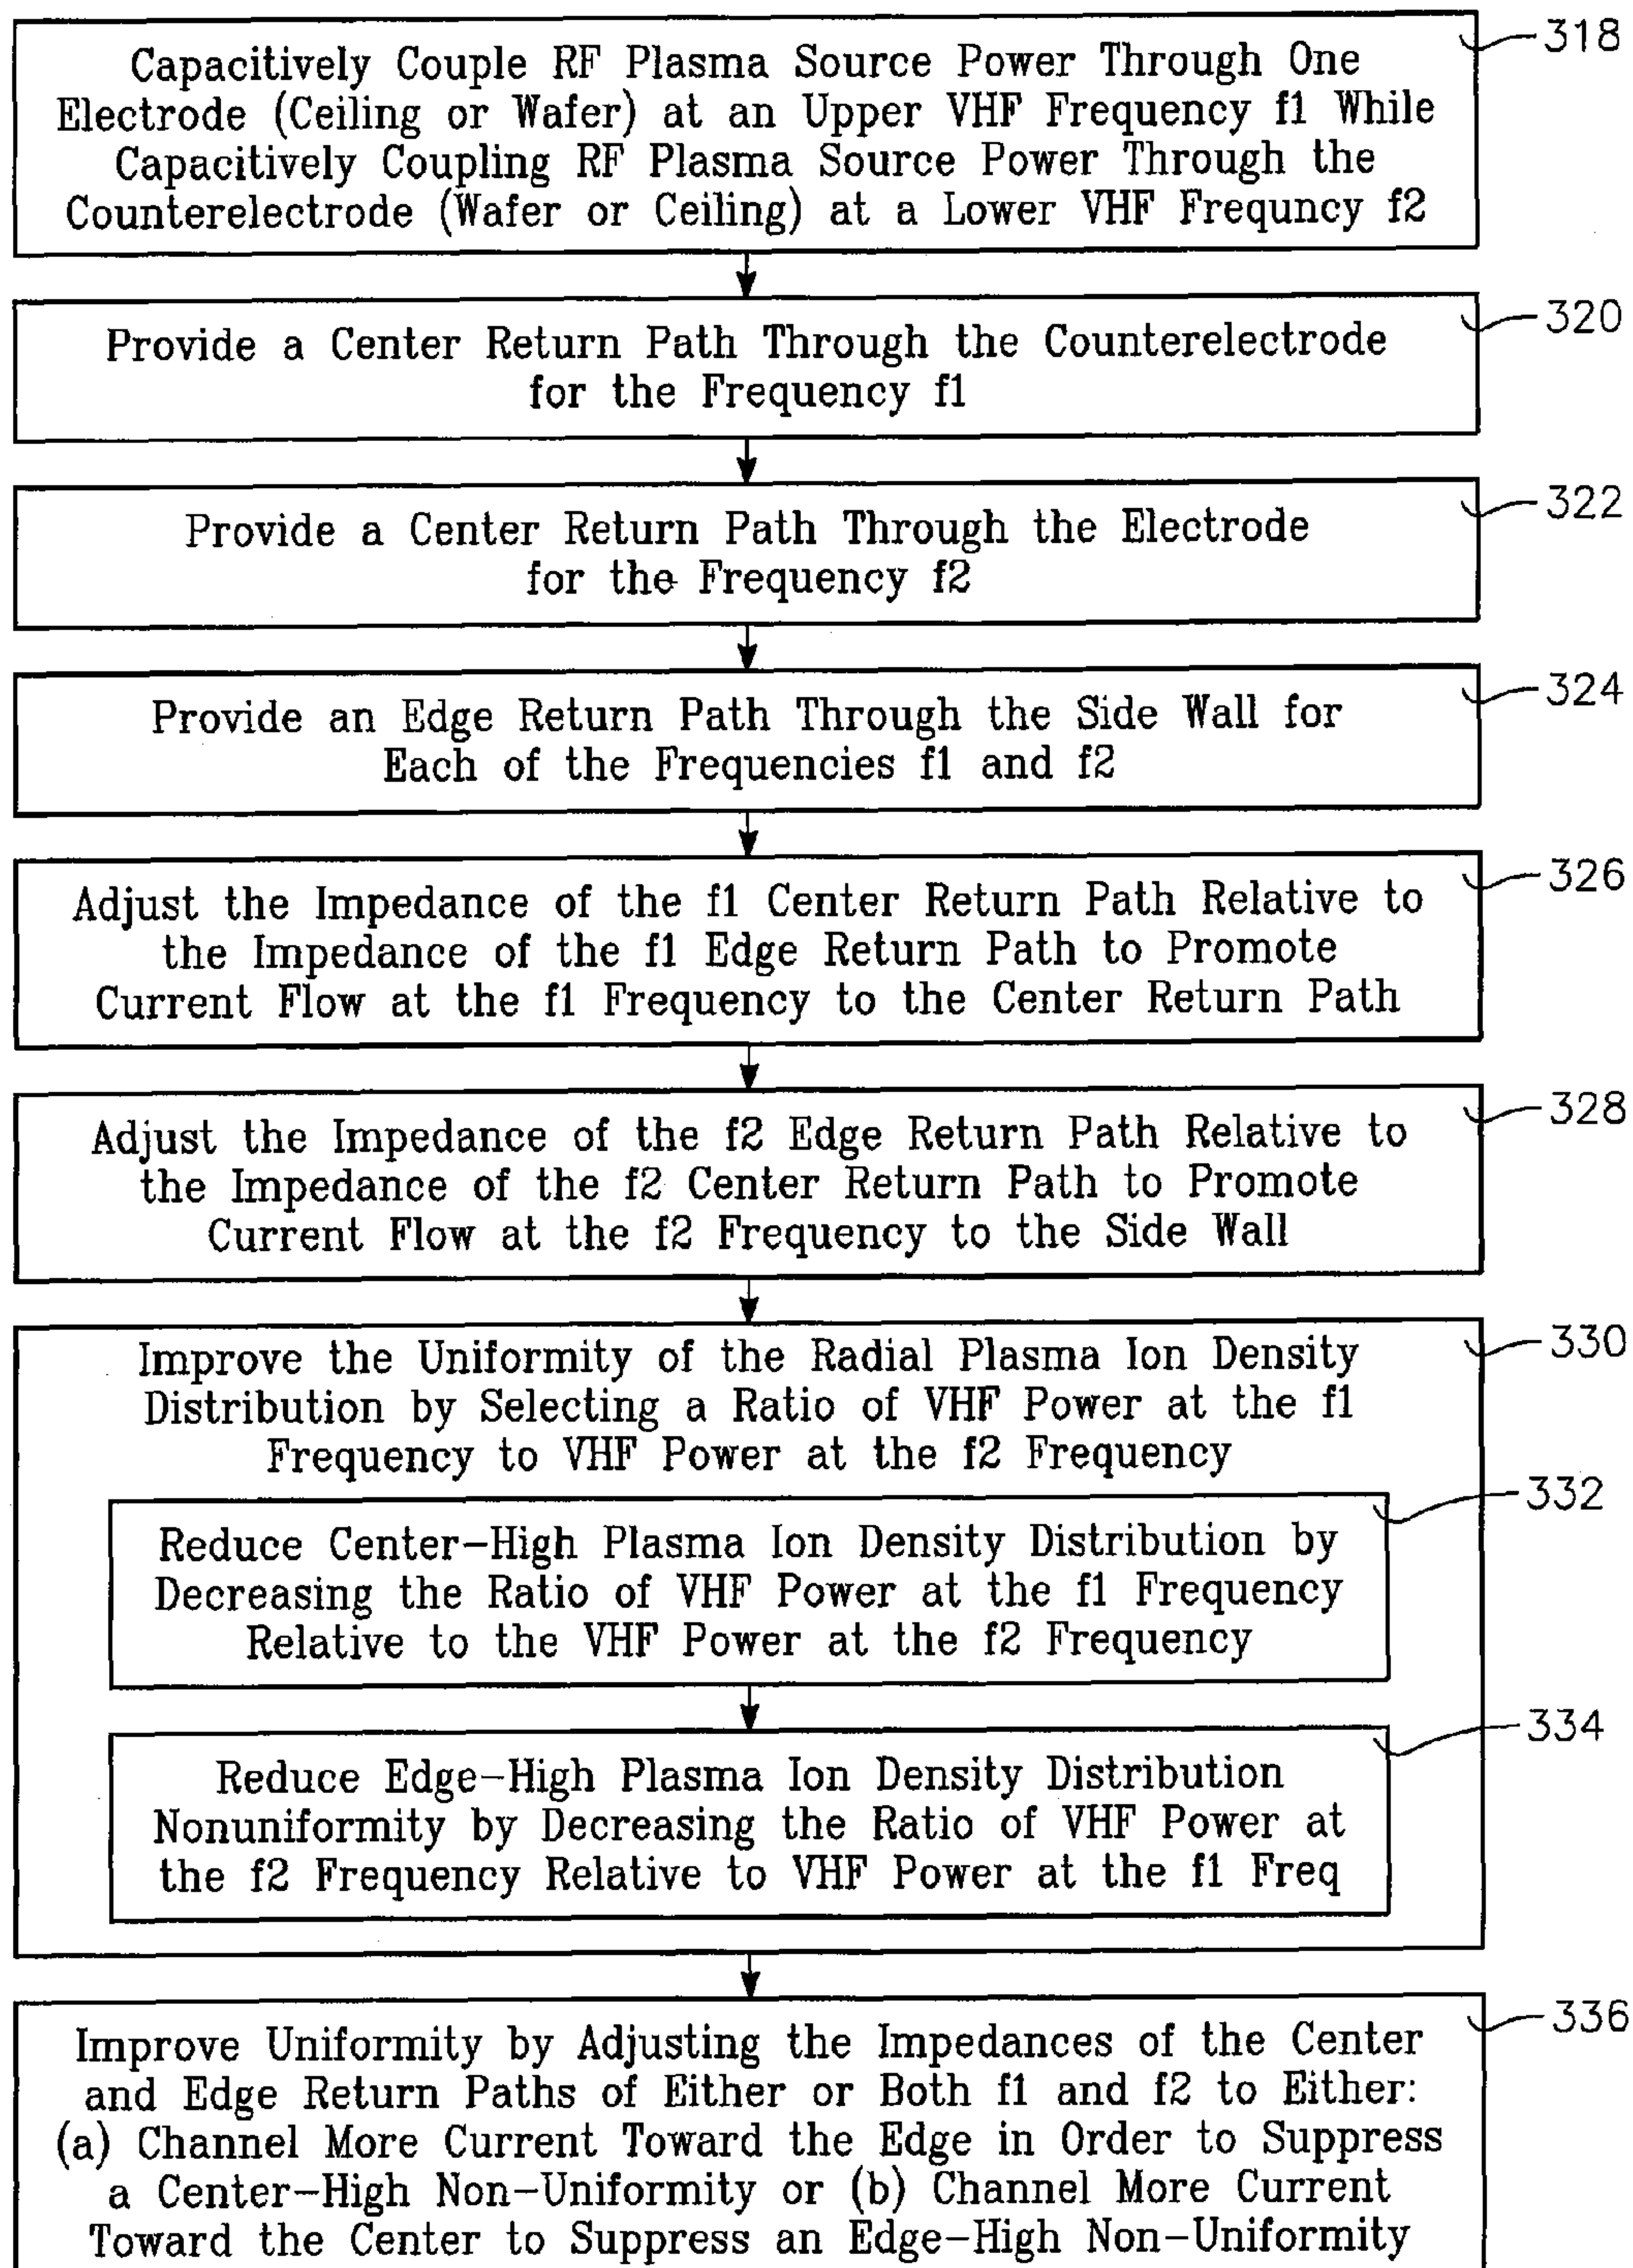 318
Capacitively Couple RF Plasma Source Power Through One
Electrode (Ceiling or Wafer) at an Upper VHF Frequency f1 While
Capacitively Coupling RF Plasma Source Power Through the
Counterelectrode (Wafer or Ceiling) at a Lower VHF Frequncy f2
320
Provide a Center Return Path Through the Counterelectrode
for the Frequency f1
322
Provide a Center Return Path Through the Electrode
for the Frequency f2
324
Provide an Edge Return Path Through the Side Wall for
Each of the Frequencies f1 and f2
326
Adjust the Impedance of the f1 Center Return Path Relative to
the Impedance of the f1 Edge Return Path to Promote
Current Flow at the f1 Frequency to the Center Return Path
328
Adjust the Impedance of the f2 Edge Return Path Relative to
the Impedance of the f2 Center Return Path to Promote
Current Flow at the f2 Frequency to the Side Wall
330
Improve the Uniformity of the Radial Plasma Ion Density
Distribution by Selecting a Ratio of VHF Power at the f1
Frequency to VHF Power at the f2 Frequency
332
Reduce Center-High Plasma Ion Density Distribution by
Decreasing the Ratio of VHF Power at the f1 Frequency
Relative to the VHF Power at the f2 Frequency
334
Reduce Edge-High Plasma Ion Density Distribution
Nonuniformity by Decreasing the Ratio of VHF Power at
the f2 Frequency Relative to VHF Power at the f1 Freq
336
Improve Uniformity by Adjusting the Impedances of the Center
and Edge Return Paths of Either or Both f1 and f2 to Either:
(a) Channel More Current Toward the Edge in Order to Suppress
a Center-High Non-Uniformity or (b) Channel More Current
Toward the Center to Suppress an Edge-High Non-Uniformity